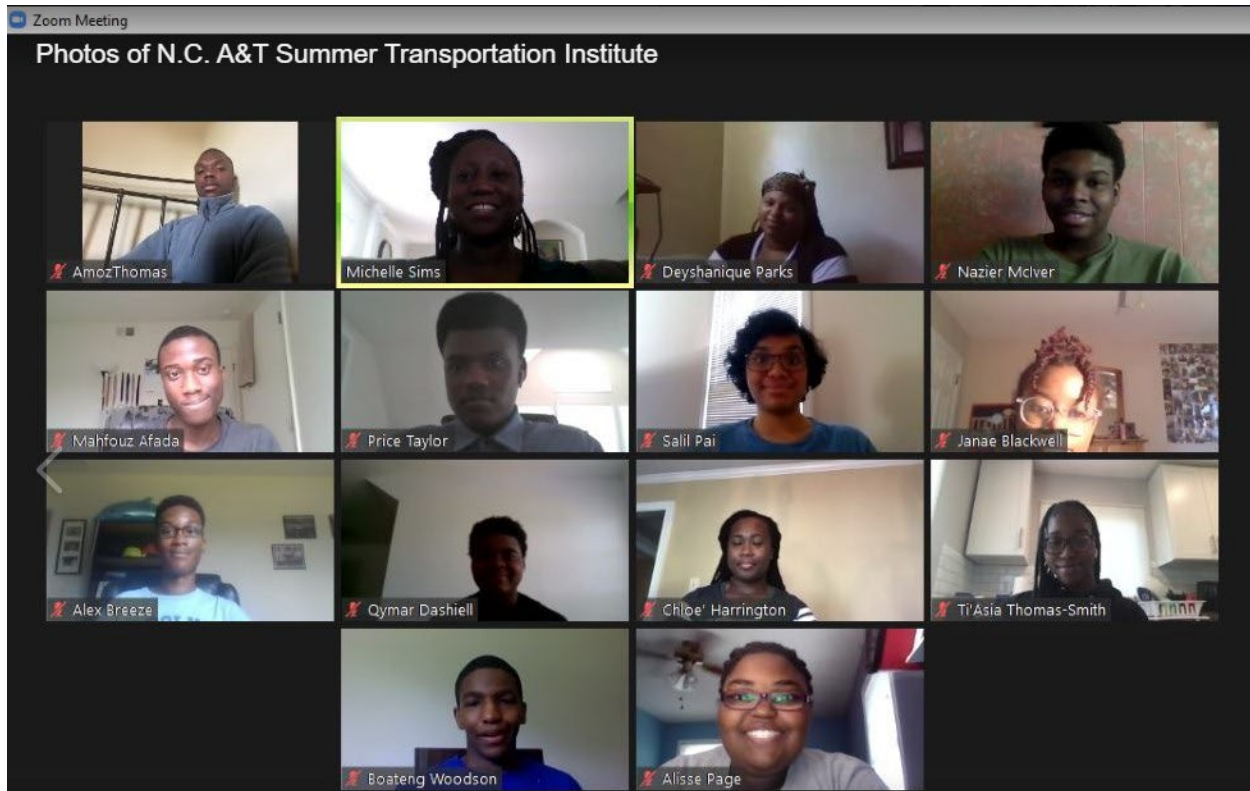 Zoom Meeting
Photos of N.C. A&T Summer Transportation Institute
AmozThomas
Michelle Sims
Deyshanique Parks
Nazier McIver
Mahfouz Afada
Price Taylor
Salil Pai
Janae Blackwell
Alex Breeze
Qymar Dashiell
Chloe' Harrington
Ti'Asia Thomas-Smith
Boateng Woodson
Alisse Page